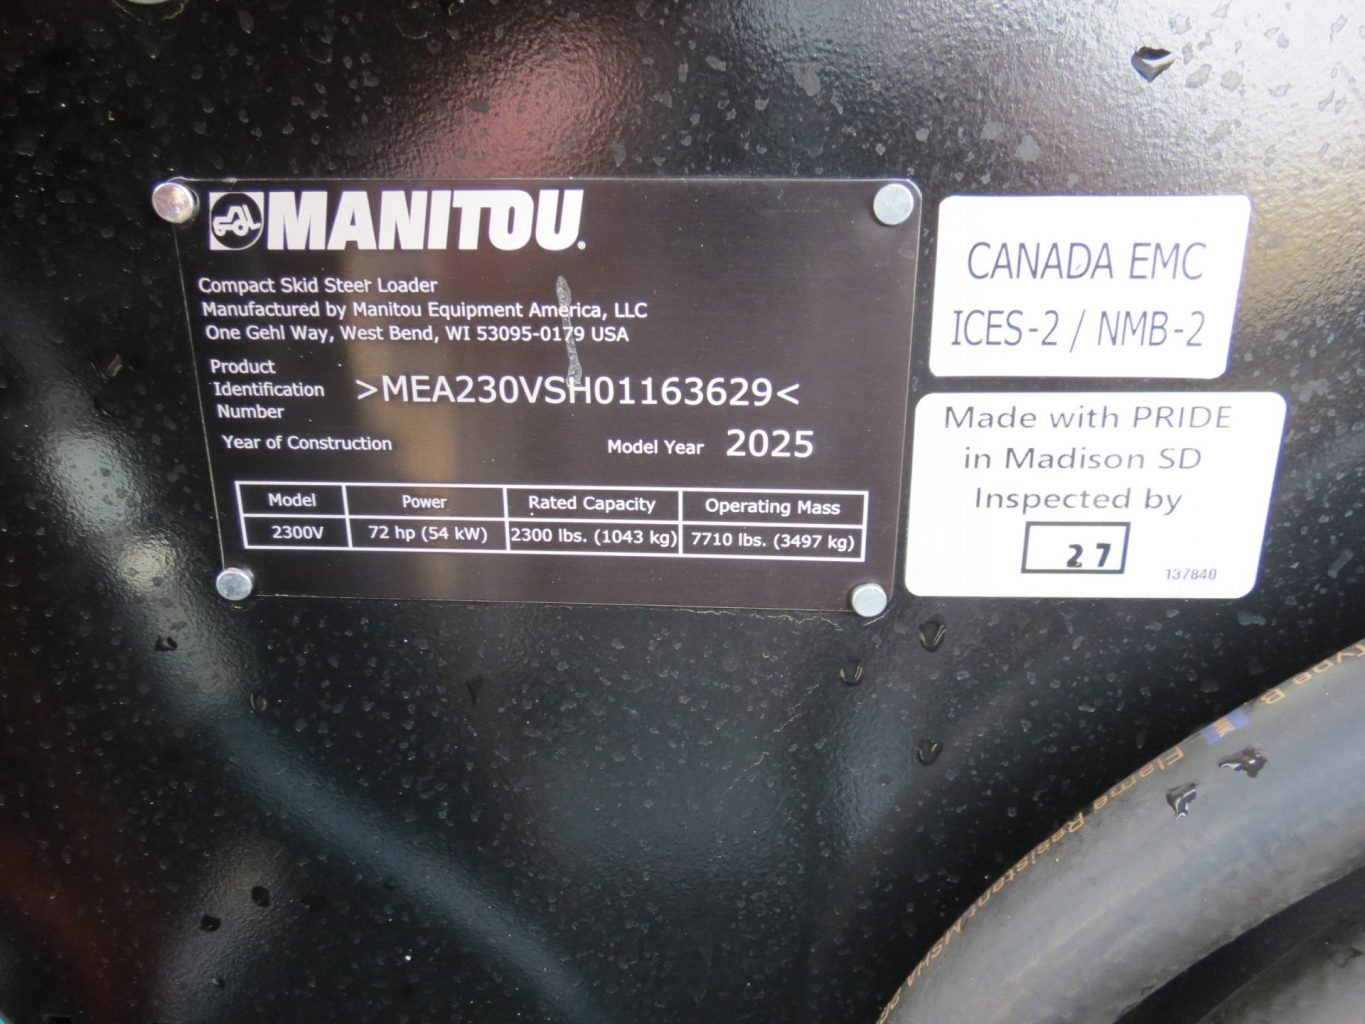 MANITOU®
Compact Skid Steer Loader
Manufactured by Manitou Equipment America, LLC
One Gehl Way, West Bend, WI 53095-0179 USA
Product
Identification
Number
>MEA230VSH01163629<
Year of Construction
Model Year 2025
Model Power Rated Capacity Operating Mass
2300V 72 hp (54 kW) 2300 lbs. (1043 kg) 7710 lbs. (3497 kg)
CANADA EMC
ICES-2 / NMB-2
Made with PRIDE
in Madison SD
Inspected by
27
137840
Type B
Flame Resistant MSHA